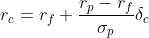 r_c = r_f + \frac{r_p - r_f}{\sigma_p} \delta_c